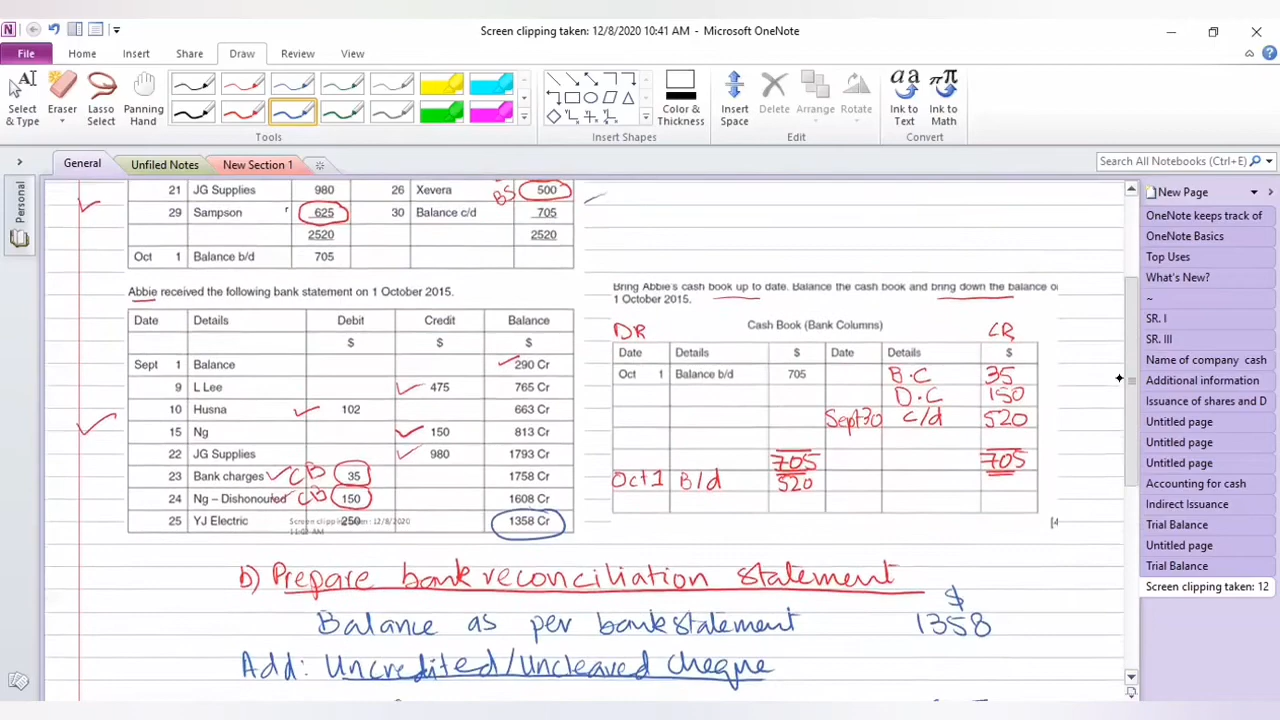 Screen clipping taken: 12/8/2020 10:41 AM - Microsoft OneNote
File Home Insert Share Draw Review View
Select & Type
Eraser
Lasso Select
Panning Hand
Color & Thickness
Insert Space
Delete
Arrange
Rotate
Ink to Text
Ink to Math
Tools Insert Shapes Edit Convert
General Unfiled Notes New Section 1
Search All Notebooks (Ctrl+E)
Personal
New Page
OneNote keeps track of
OneNote Basics
Top Uses
What's New?
~
SR. I
SR. III
Name of company cash
Additional information
Issuance of shares and D
Untitled page
Untitled page
Untitled page
Accounting for cash
Indirect Issuance
Trial Balance
Untitled page
Trial Balance
Screen clipping taken: 12
21 JG Supplies 980 26 Xevera BS 500
29 Sampson 625 30 Balance c/d 705
2520 2520
Oct 1 Balance b/d 705
Abbie received the following bank statement on 1 October 2015.
Date Details Debit Credit Balance
$ $ $
Sept 1 Balance 290 Cr
9 L Lee 475 765 Cr
10 Husna 102 663 Cr
15 Ng 150 813 Cr
22 JG Supplies 980 1793 Cr
23 Bank charges CB 35 1758 Cr
24 Ng – Dishonoured CB 150 1608 Cr
25 YJ Electric 250 1358 Cr
Screen clipping taken: 12/8/2020
Bring Abbie's cash book up to date. Balance the cash book and bring down the balance o
1 October 2015.
DR Cash Book (Bank Columns) CR
Date Details $ Date Details $
Oct 1 Balance b/d 705 B.C 35
D.C 150
Sept30 c/d 520
705 705
Oct 1 B/d 520
[4
b) Prepare bank reconciliation statement
$
Balance as per bank statement 1358
Add: Uncredited/Uncleared cheque